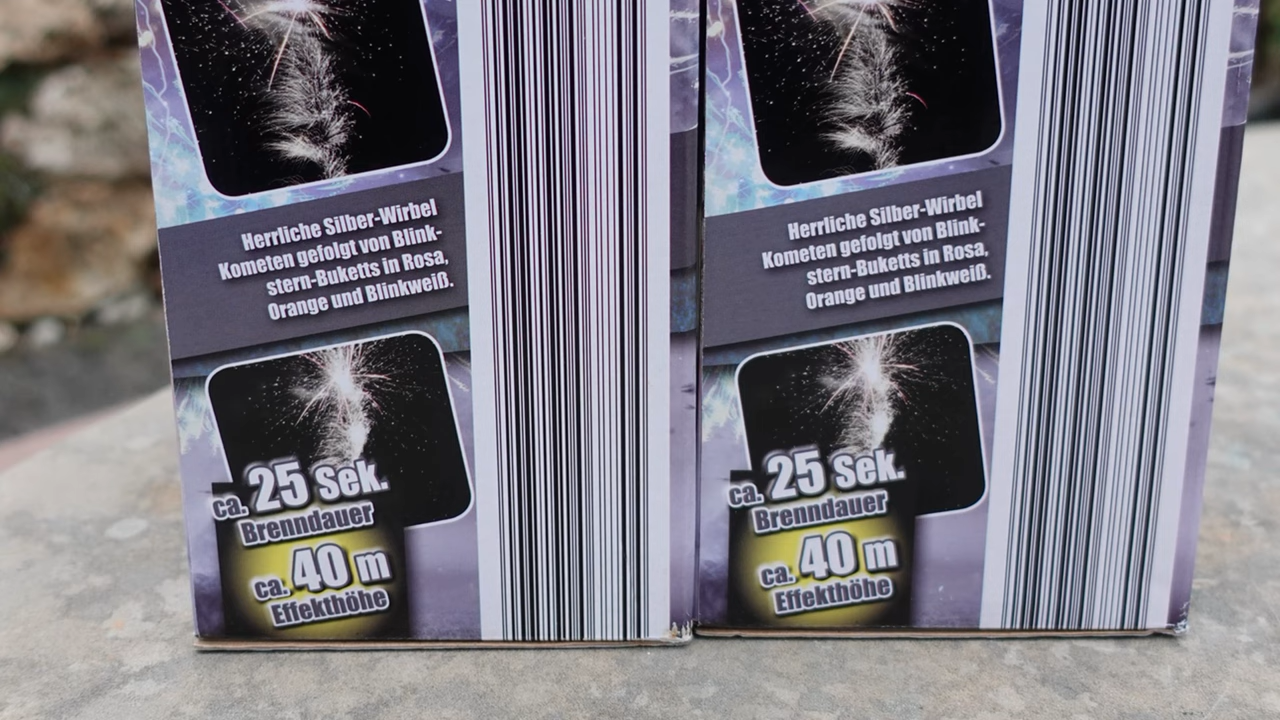 Herrliche Silber-Wirbel
Kometen gefolgt von Blink-
stern-Buketts in Rosa,
Orange und Blinkweiß.
ca. 25 Sek.
Brenndauer
ca. 40 m
Effekthöhe
Herrliche Silber-Wirbel
Kometen gefolgt von Blink-
stern-Buketts in Rosa,
Orange und Blinkweiß.
ca. 25 Sek.
Brenndauer
ca. 40 m
Effekthöhe